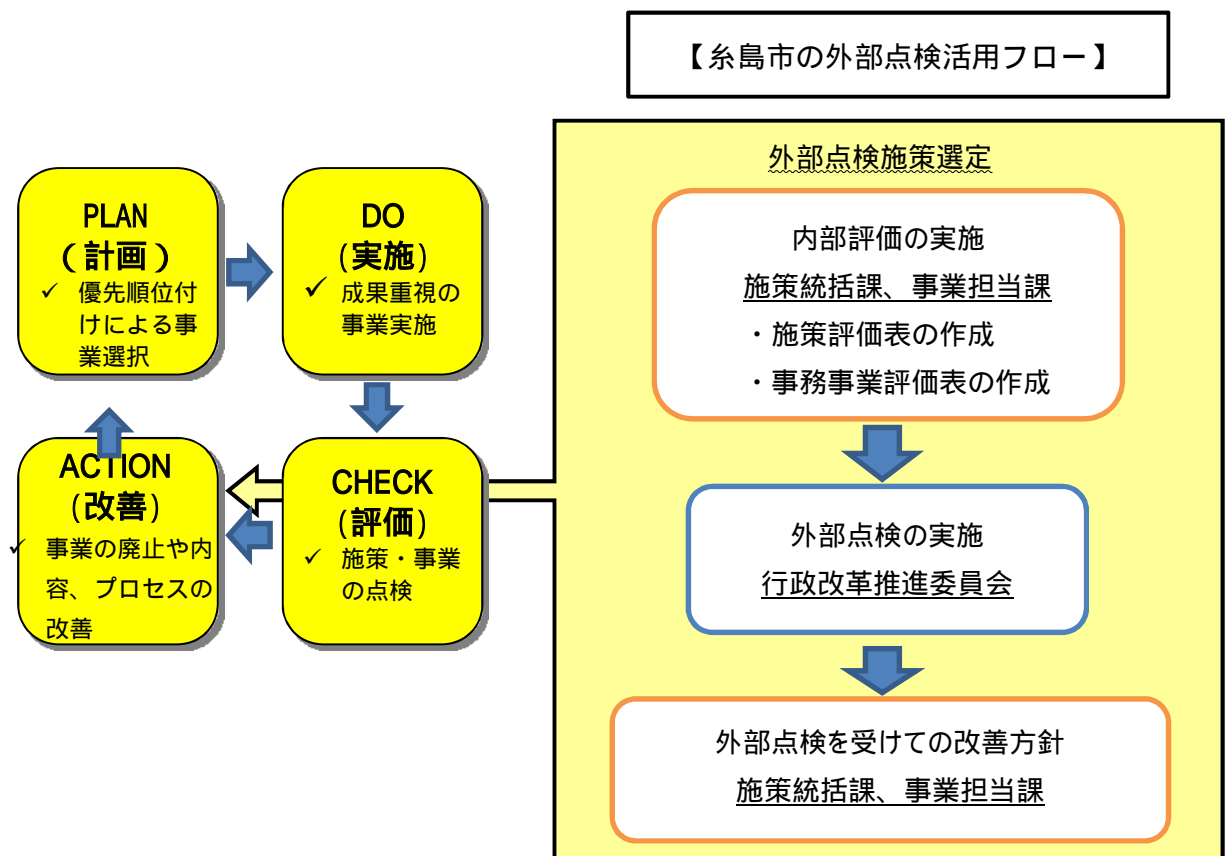 【糸島市の外部点検活用フロー】
PLAN
(計画)
✓ 優先順位付
けによる事
業選択
DO
(実施)
✓ 成果重視の
事業実施
CHECK
(評価)
✓ 施策・事業
の点検
ACTION
(改善)
✓ 事業の廃止や内
容、プロセスの
改善
外部点検施策選定
内部評価の実施
施策統括課、事業担当課
・施策評価表の作成
・事務事業評価表の作成
外部点検の実施
行政改革推進委員会
外部点検を受けての改善方針
施策統括課、事業担当課